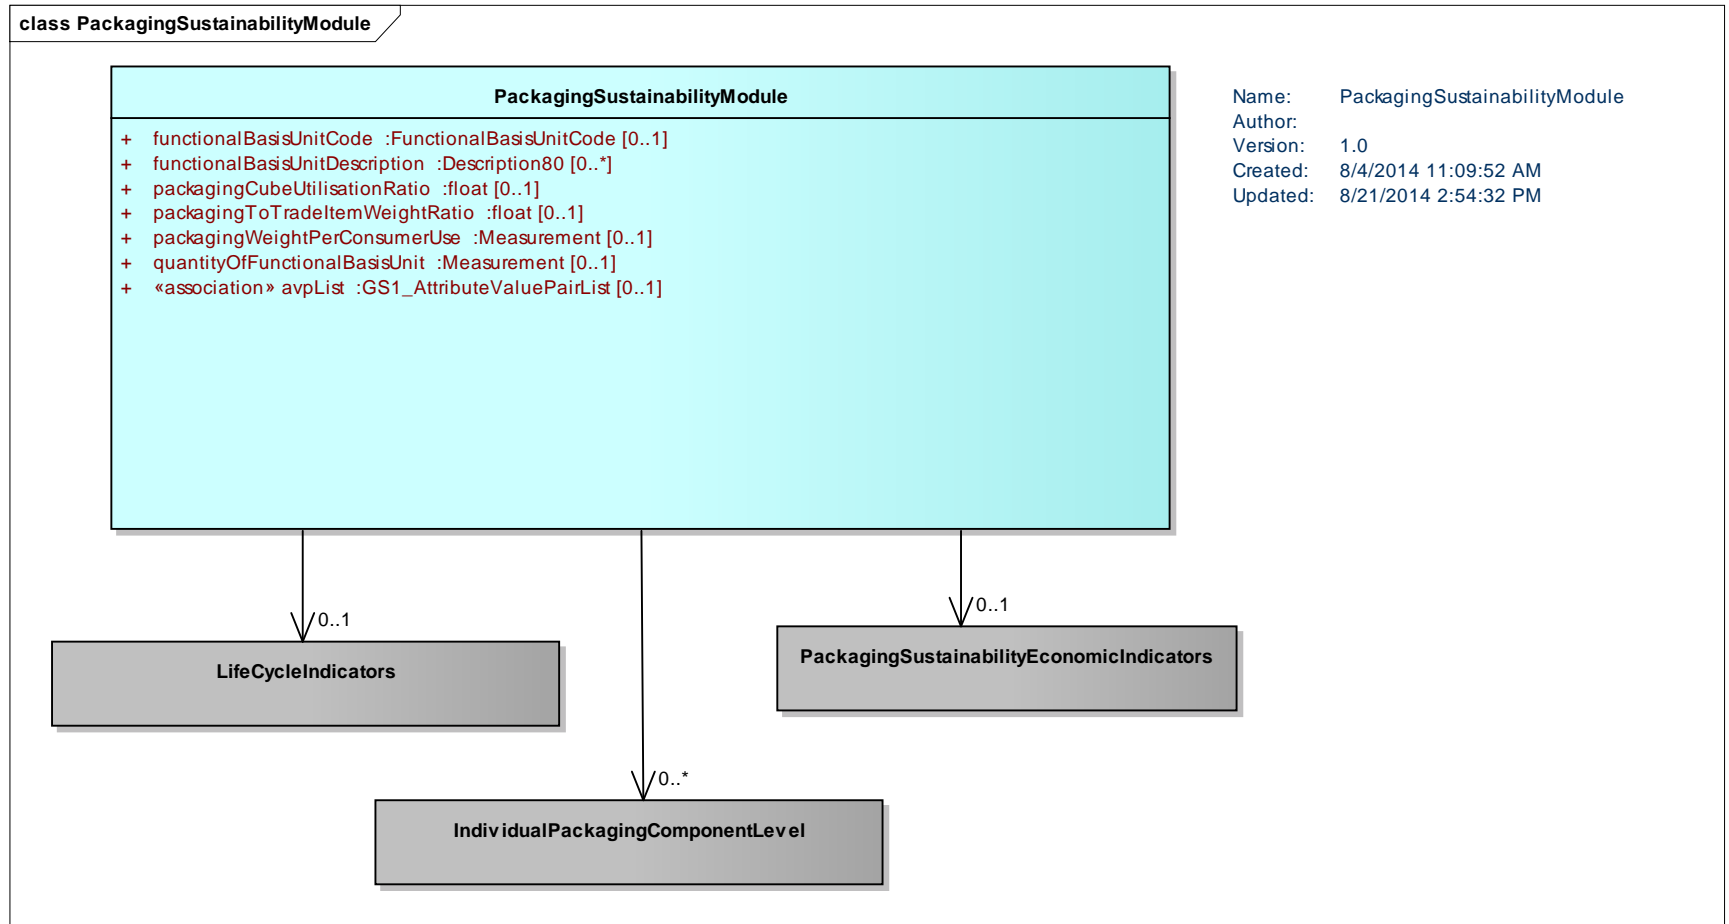 class PackagingSustainabilityModule
PackagingSustainabilityModule
+ functionalBasisUnitCode :FunctionalBasisUnitCode [0..1]
+ functionalBasisUnitDescription :Description80 [0..*]
+ packagingCubeUtilisationRatio :float [0..1]
+ packagingToTradeItemWeightRatio :float [0..1]
+ packagingWeightPerConsumerUse :Measurement [0..1]
+ quantityOfFunctionalBasisUnit :Measurement [0..1]
+ «association» avpList :GS1_AttributeValuePairList [0..1]
Name: PackagingSustainabilityModule
Author:
Version: 1.0
Created: 8/4/2014 11:09:52 AM
Updated: 8/21/2014 2:54:32 PM
0..1
0..1
LifeCycleIndicators
PackagingSustainabilityEconomicIndicators
0..*
IndividualPackagingComponentLevel